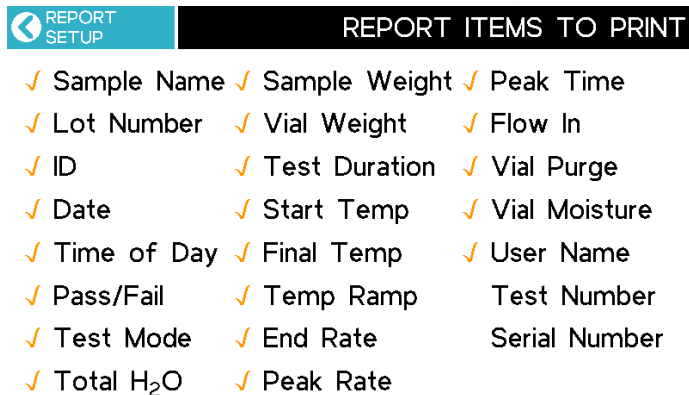 REPORT
SETUP
REPORT ITEMS TO PRINT
Sample Name
Sample Weight
Peak Time
Lot Number
Vial Weight
Flow In
ID
Test Duration
Vial Purge
Date
Start Temp
Vial Moisture
Time of Day
Final Temp
User Name
Pass/Fail
Temp Ramp
Test Number
Test Mode
End Rate
Serial Number
Total H₂O
Peak Rate